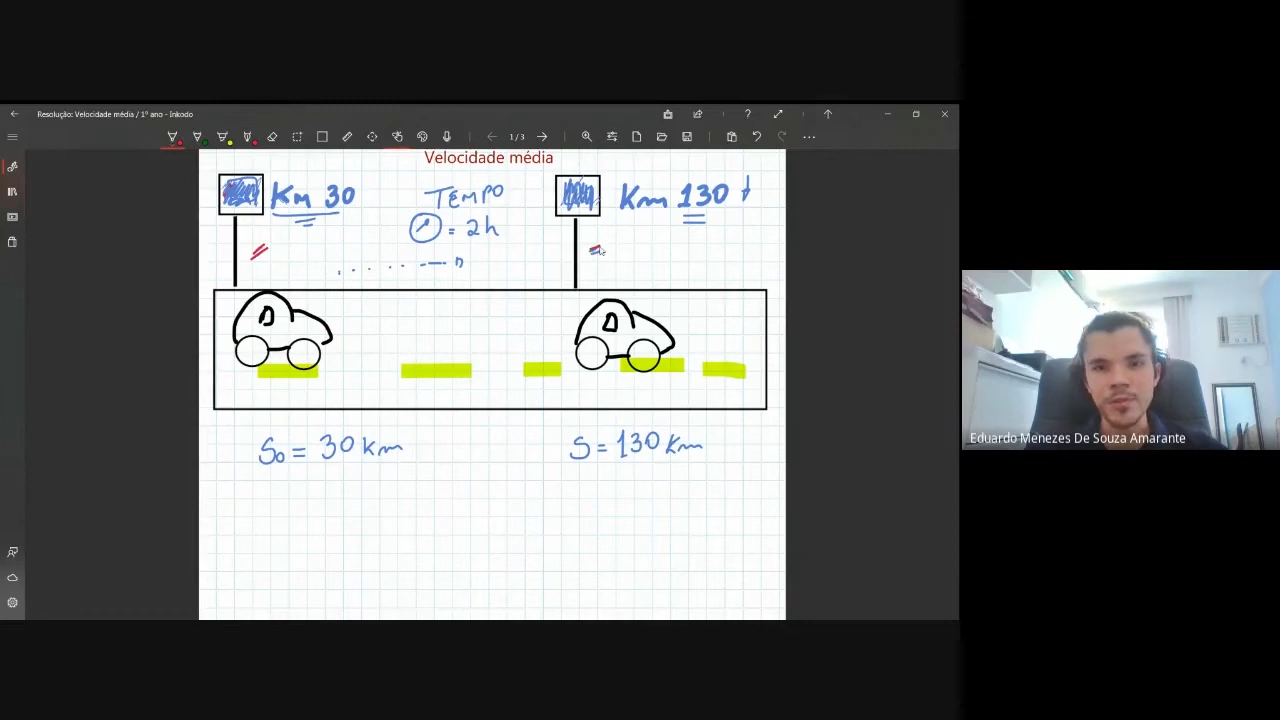 Resolução: Velocidade média / 1º ano - Inkodo
1/3
Velocidade média
Km 30
TEMPO
Km 130
= 2h
S₀ = 30 km
S = 130 km
Eduardo Menezes De Souza Amarante